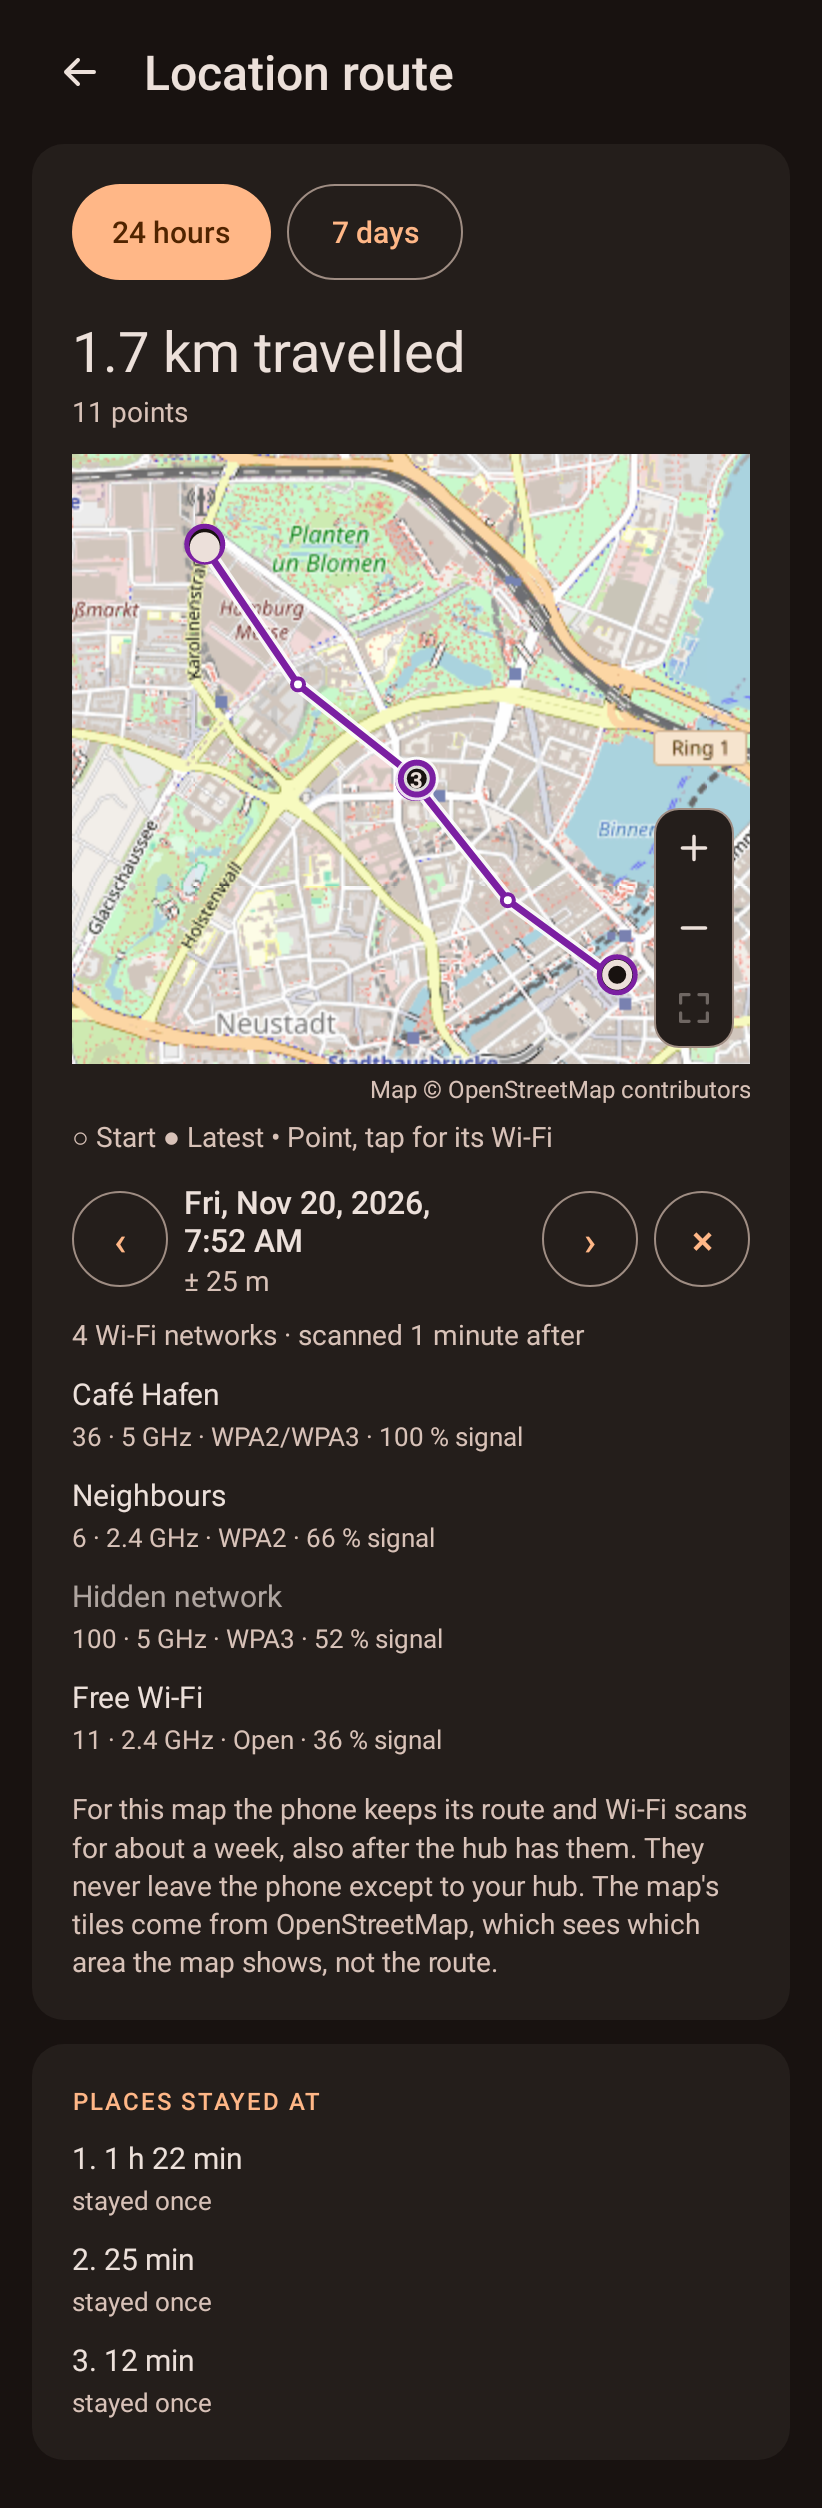 Location route
24 hours
7 days
1.7 km travelled
11 points
Planten
un Blomen
Karolinenstra
Hamburg
Messe
Ring 1
Glacischaussee
Holstenwall
Binner
Neustadt
Stadthausbrücke
3
Map © OpenStreetMap contributors
○ Start ● Latest • Point, tap for its Wi-Fi
‹
Fri, Nov 20, 2026,
7:52 AM
± 25 m
›
×
4 Wi-Fi networks · scanned 1 minute after
Café Hafen
36 · 5 GHz · WPA2/WPA3 · 100 % signal
Neighbours
6 · 2.4 GHz · WPA2 · 66 % signal
Hidden network
100 · 5 GHz · WPA3 · 52 % signal
Free Wi-Fi
11 · 2.4 GHz · Open · 36 % signal
For this map the phone keeps its route and Wi-Fi scans
for about a week, also after the hub has them. They
never leave the phone except to your hub. The map's
tiles come from OpenStreetMap, which sees which
area the map shows, not the route.
PLACES STAYED AT
1. 1 h 22 min
stayed once
2. 25 min
stayed once
3. 12 min
stayed once